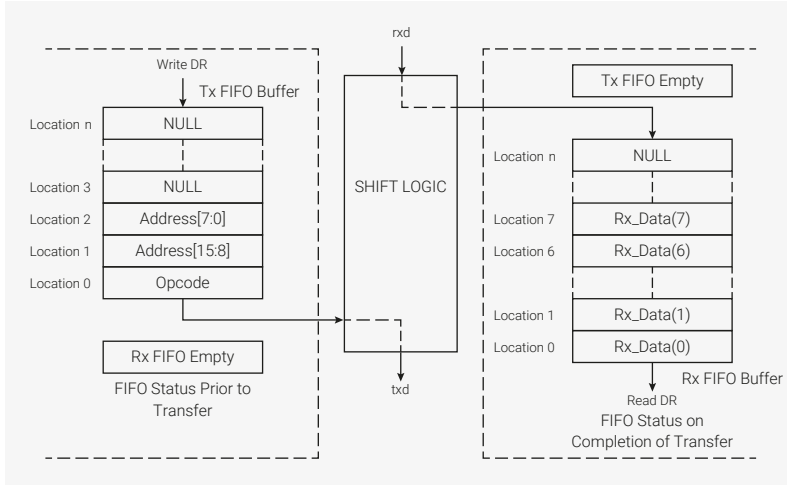 Write DR
Tx FIFO Buffer
Location n NULL
Location 3 NULL
Location 2 Address[7:0]
Location 1 Address[15:8]
Location 0 Opcode
Rx FIFO Empty
FIFO Status Prior to
Transfer
rxd
SHIFT LOGIC
txd
Tx FIFO Empty
Location n NULL
Location 7 Rx_Data(7)
Location 6 Rx_Data(6)
Location 1 Rx_Data(1)
Location 0 Rx_Data(0)
Rx FIFO Buffer
Read DR
FIFO Status on
Completion of Transfer